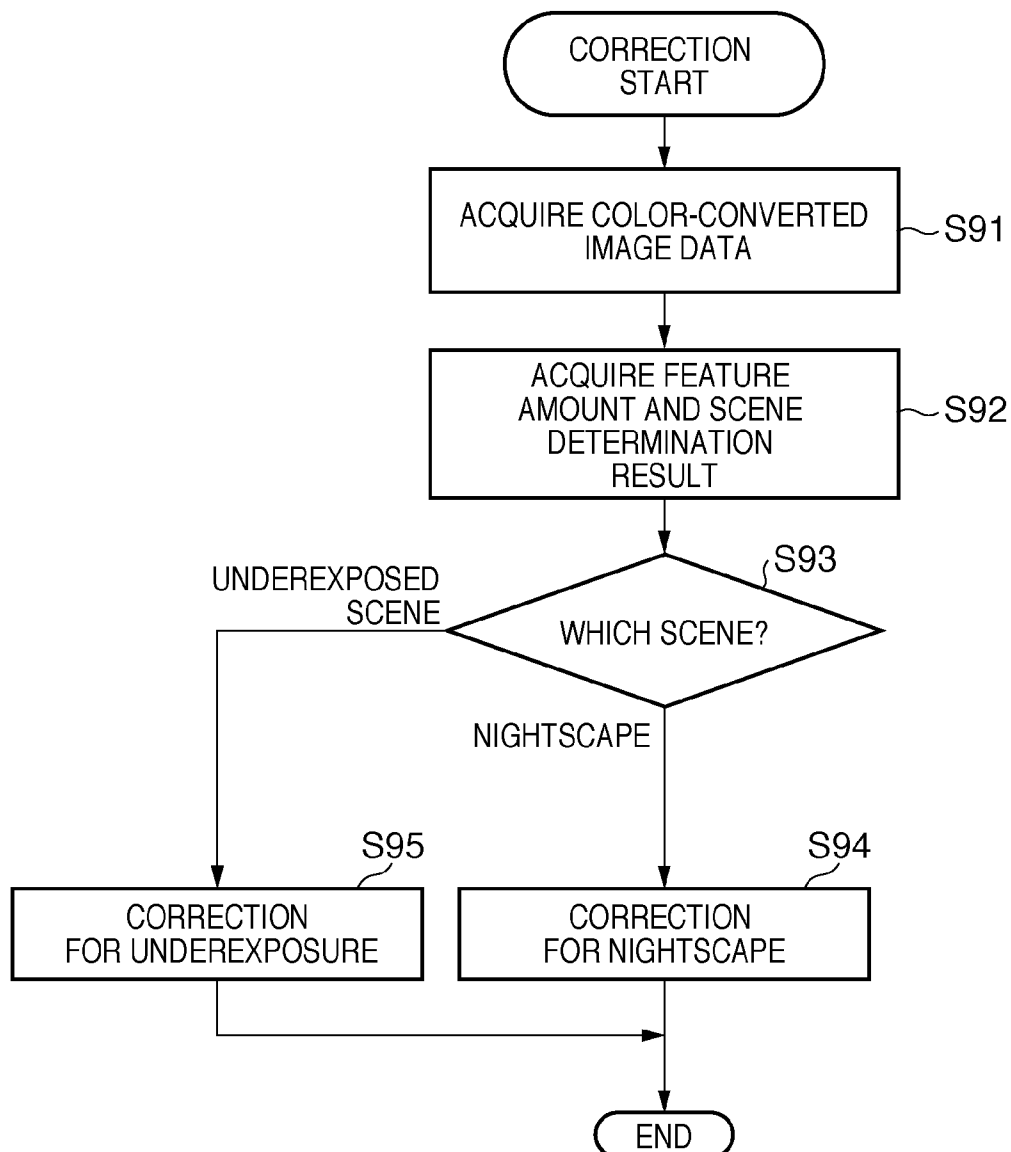 CORRECTION
START
ACQUIRE COLOR-CONVERTED
IMAGE DATA
S91
ACQUIRE FEATURE
AMOUNT AND SCENE
DETERMINATION
RESULT
S92
S93
UNDEREXPOSED
SCENE
WHICH SCENE?
NIGHTSCAPE
S95
CORRECTION
FOR UNDEREXPOSURE
S94
CORRECTION
FOR NIGHTSCAPE
END